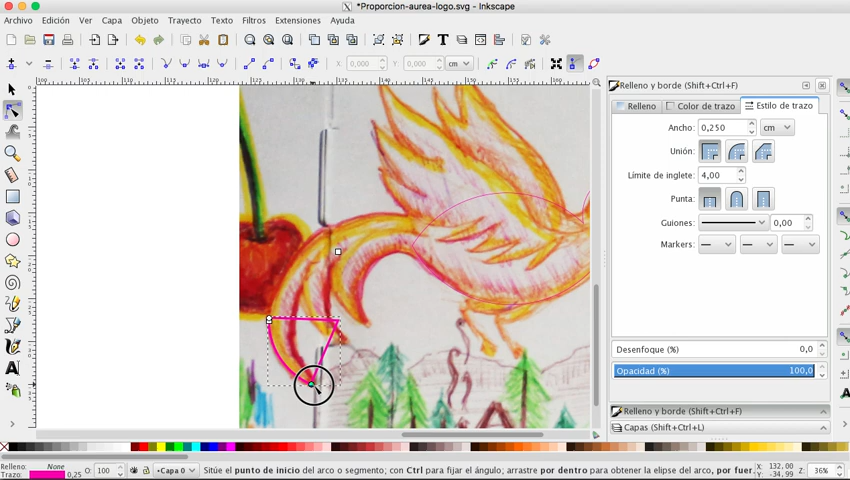 *Proporcion-aurea-logo.svg - Inkscape
Archivo Edición Ver Capa Objeto Trayecto Texto Filtros Extensiones Ayuda
X: 0,000 Y: 0,000 cm
Relleno y borde (Shift+Ctrl+F)
Relleno Color de trazo Estilo de trazo
Ancho: 0,250 cm
Unión:
Límite de inglete: 4,00
Punta:
Guiones: 0,00
Markers:
Desenfoque (%) 0,0
Opacidad (%) 100,0
Relleno y borde (Shift+Ctrl+F)
Capas (Shift+Ctrl+L)
Relleno: None
Trazo: 0,25
O: 100
Capa 0
Sitúe el punto de inicio del arco o segmento; con Ctrl para fijar el ángulo; arrastre por dentro para obtener la elipse del arco, por fuer
X: 132,00
Y: -34,99
Z: 36%